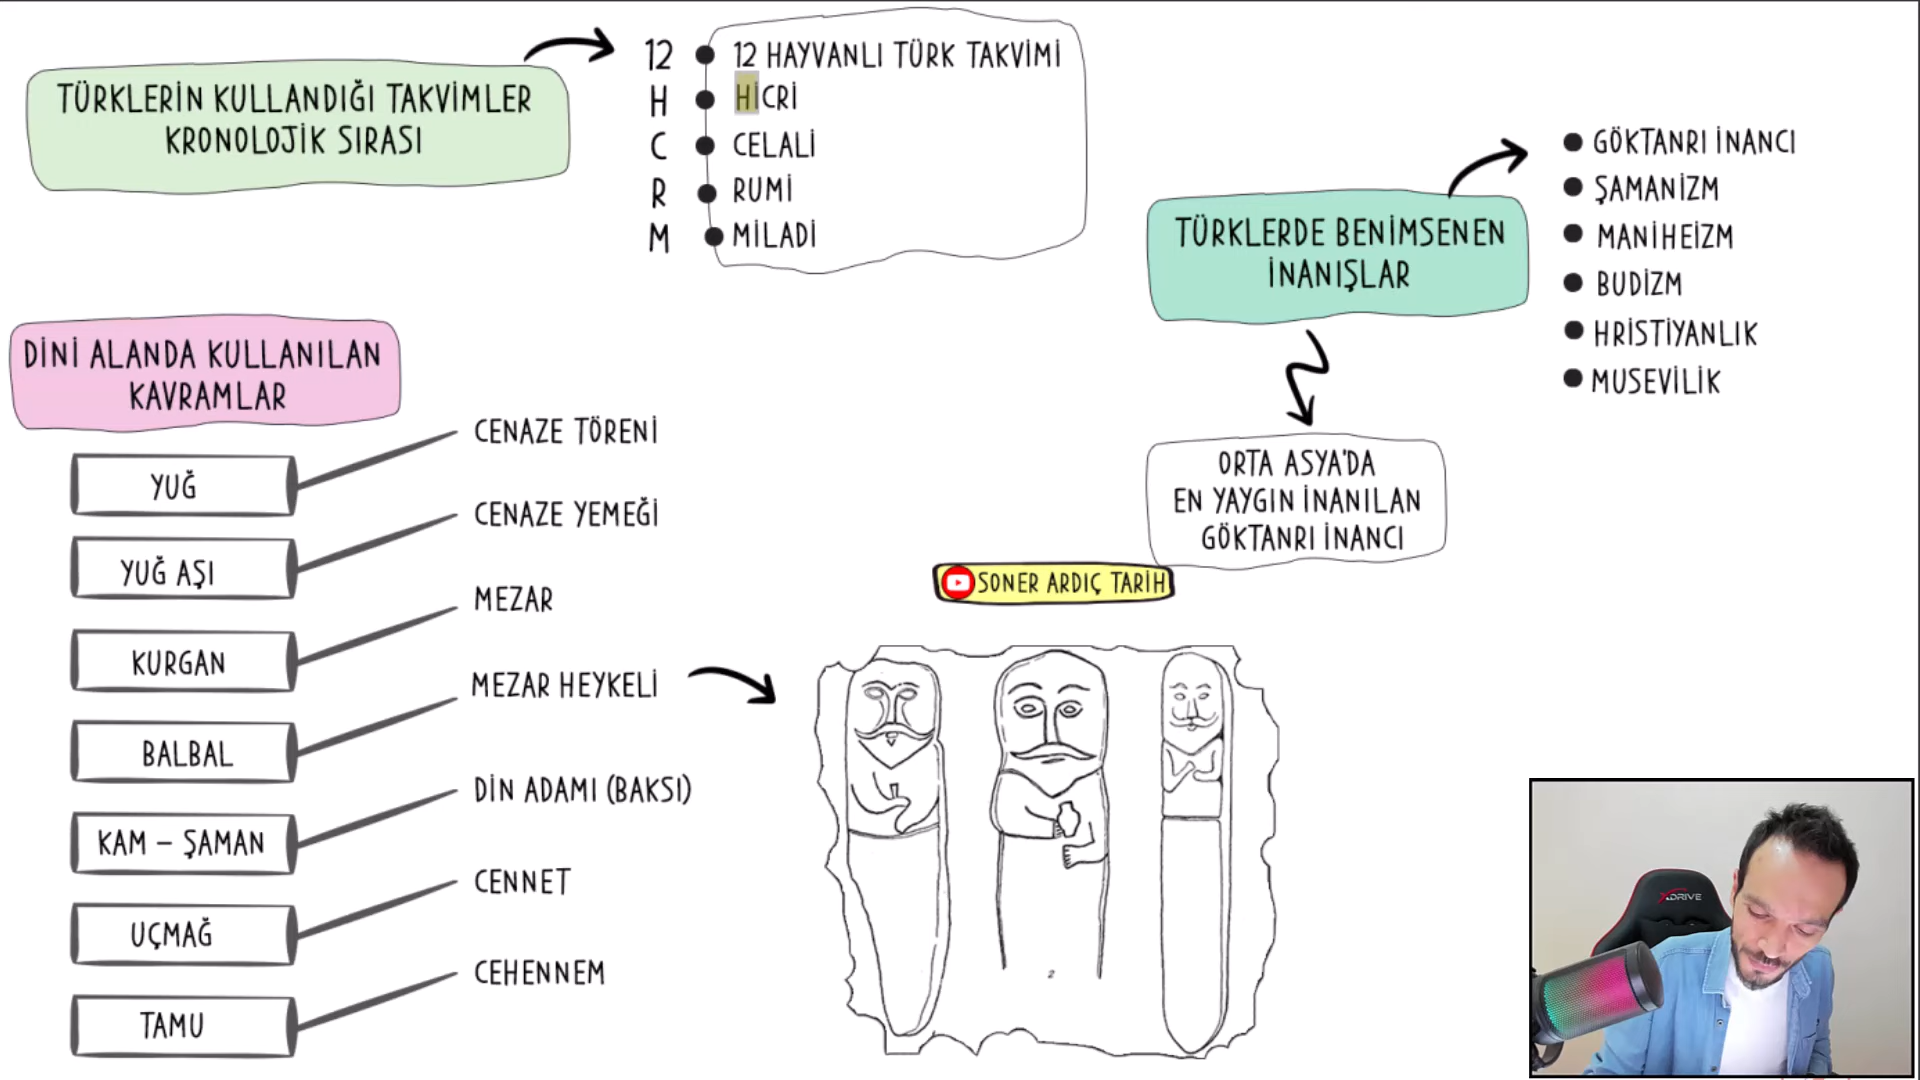 TÜRKLERİN KULLANDIĞI TAKVİMLER
KRONOLOJİK SIRASI
12 12 HAYVANLI TÜRK TAKVİMİ
H HİCRİ
C CELALİ
R RUMİ
M MİLADİ
TÜRKLERDE BENİMSENEN
İNANIŞLAR
GÖKTANRI İNANCI
ŞAMANİZM
MANİHEİZM
BUDİZM
HRİSTİYANLIK
MUSEVİLİK
ORTA ASYA'DA
EN YAYGIN İNANILAN
GÖKTANRI İNANCI
DİNİ ALANDA KULLANILAN
KAVRAMLAR
YUĞ CENAZE TÖRENİ
YUĞ AŞI CENAZE YEMEĞİ
KURGAN MEZAR
BALBAL MEZAR HEYKELİ
KAM – ŞAMAN DİN ADAMI (BAKSI)
UÇMAĞ CENNET
TAMU CEHENNEM
SONER ARDIÇ TARİH
2
XDRIVE